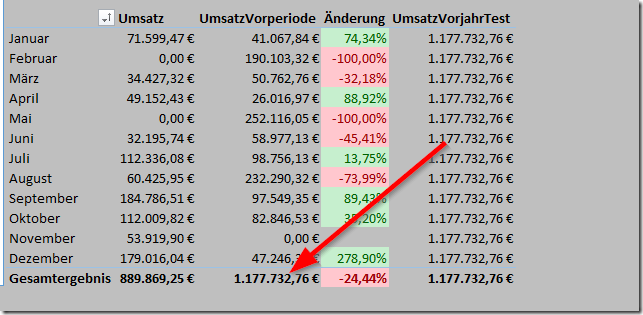 Umsatz UmsatzVorperiode Änderung UmsatzVorjahrTest
Januar 71.599,47 € 41.067,84 € 74,34% 1.177.732,76 €
Februar 0,00 € 190.103,32 € -100,00% 1.177.732,76 €
März 34.427,32 € 50.762,76 € -32,18% 1.177.732,76 €
April 49.152,43 € 26.016,97 € 88,92% 1.177.732,76 €
Mai 0,00 € 252.116,05 € -100,00% 1.177.732,76 €
Juni 32.195,74 € 58.977,13 € -45,41% 1.177.732,76 €
Juli 112.336,08 € 98.756,13 € 13,75% 1.177.732,76 €
August 60.425,95 € 232.290,32 € -73,99% 1.177.732,76 €
September 184.786,51 € 97.549,35 € 89,43% 1.177.732,76 €
Oktober 112.009,82 € 82.846,53 € 1.177.732,76 €
November 53.919,90 € 0,00 € 1.177.732,76 €
Dezember 179.016,04 € 278,90% 1.177.732,76 €
Gesamtergebnis 889.869,25 € 1.177.732,76 € -24,44% 1.177.732,76 €